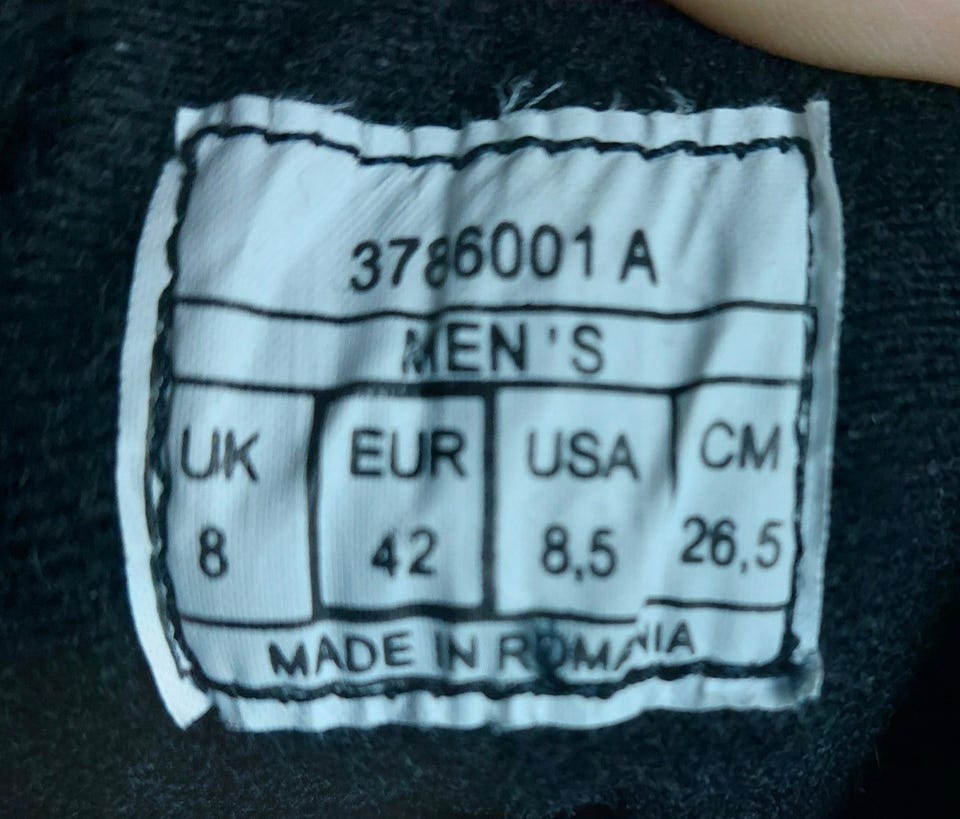 3786001 A
MEN'S
UK EUR USA CM
8 42 8,5 26,5
MADE IN ROMANIA